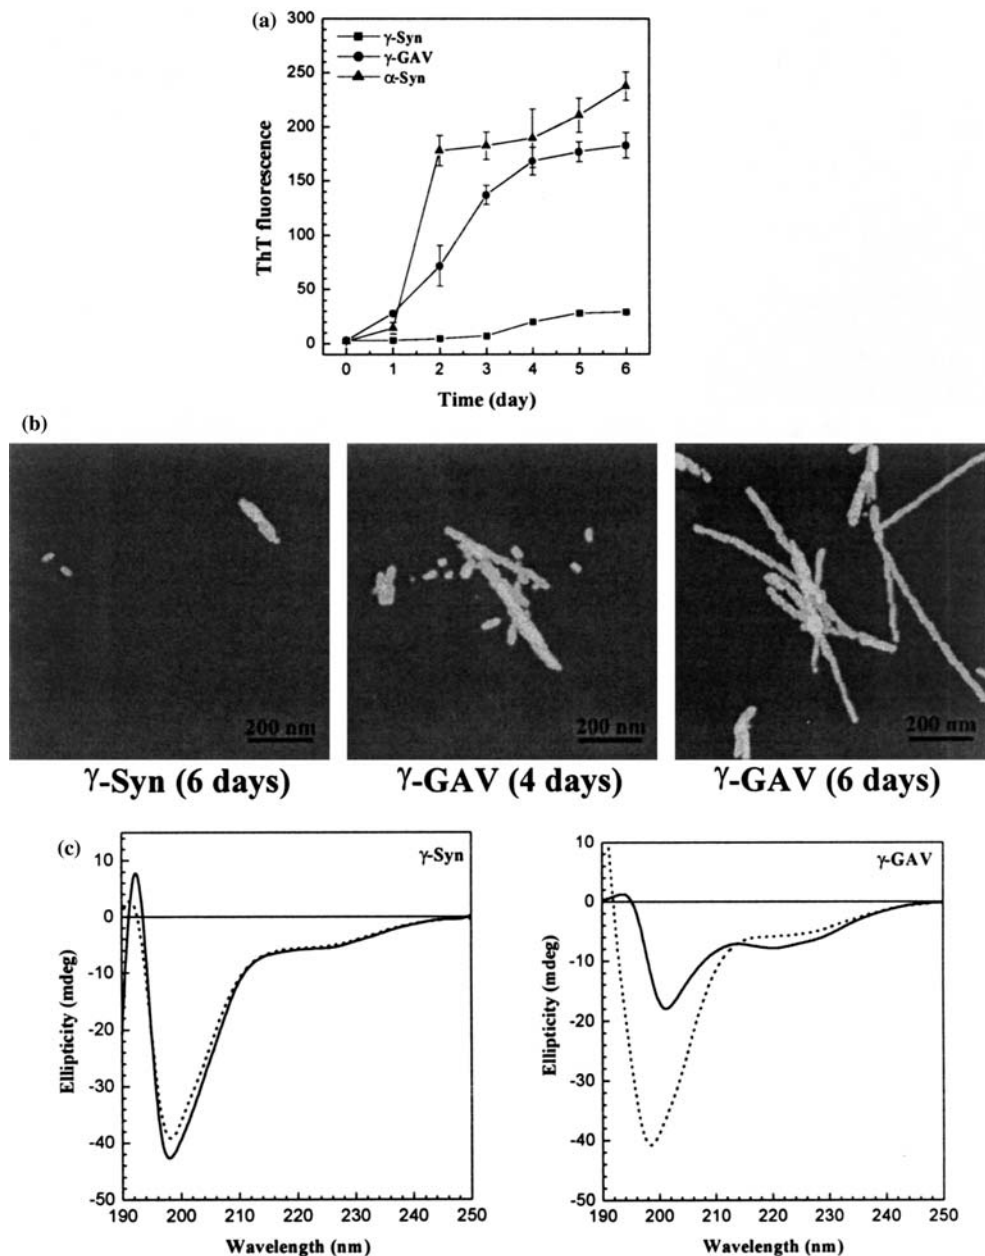 (a)
300
250
200
150
100
50
0
ThT fluorescence
γ-Syn
γ-GAV
α-Syn
0 1 2 3 4 5 6
Time (day)
(b)
200 nm
200 nm
200 nm
γ-Syn (6 days)
γ-GAV (4 days)
γ-GAV (6 days)
(c)
γ-Syn
10
0
-10
-20
-30
-40
-50
Ellipticity (mdeg)
190 200 210 220 230 240 250
Wavelength (nm)
γ-GAV
10
0
-10
-20
-30
-40
-50
Ellipticity (mdeg)
190 200 210 220 230 240 250
Wavelength (nm)